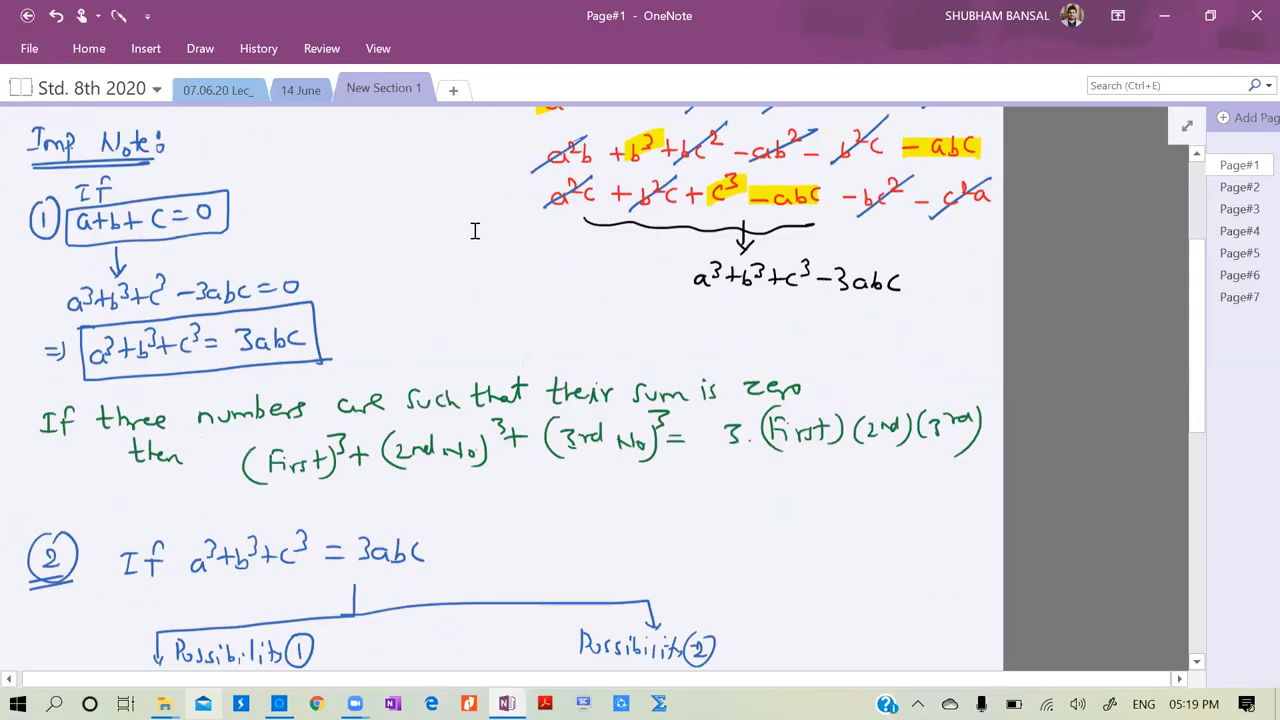 Page#1 - OneNote
SHUBHAM BANSAL
File Home Insert Draw History Review View
Std. 8th 2020
07.06.20 Lec_
14 June
New Section 1
Search (Ctrl+E)
Add Pag
Page#1
Page#2
Page#3
Page#4
Page#5
Page#6
Page#7
a²b + b³ + bc² - ab² - b²c - abc
a²c + b²c + c³ - abc - bc² - c²a
a³+b³+c³-3abc
Imp Note:
① If
a+b+c=0
a³+b³+c³-3abc=0
⇒ a³+b³+c³= 3abc
If three numbers are such that their sum is zero
then (First)³+(2nd No)³+(3rd No)³= 3.(First)(2nd)(3rd)
② If a³+b³+c³ = 3abc
Possibility ①
Possibility ②
05:19 PM